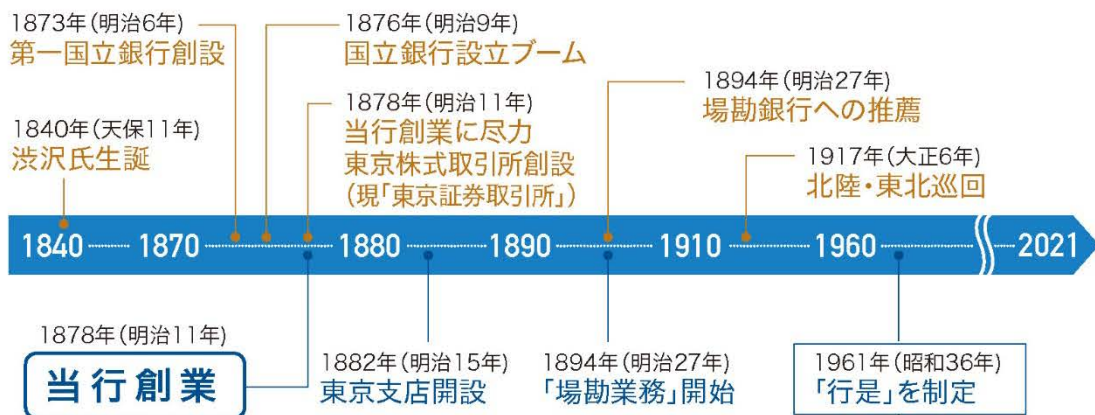 1873年(明治6年)
第一国立銀行創設
1876年(明治9年)
国立銀行設立ブーム
1840年(天保11年)
渋沢氏生誕
1878年(明治11年)
当行創業に尽力
東京株式取引所創設
(現「東京証券取引所」)
1894年(明治27年)
場勘銀行への推薦
1917年(大正6年)
北陸・東北巡回
1840 1870 1880 1890 1910 1960 2021
1878年(明治11年)
当行創業
1882年(明治15年)
東京支店開設
1894年(明治27年)
「場勘業務」開始
1961年(昭和36年)
「行是」を制定